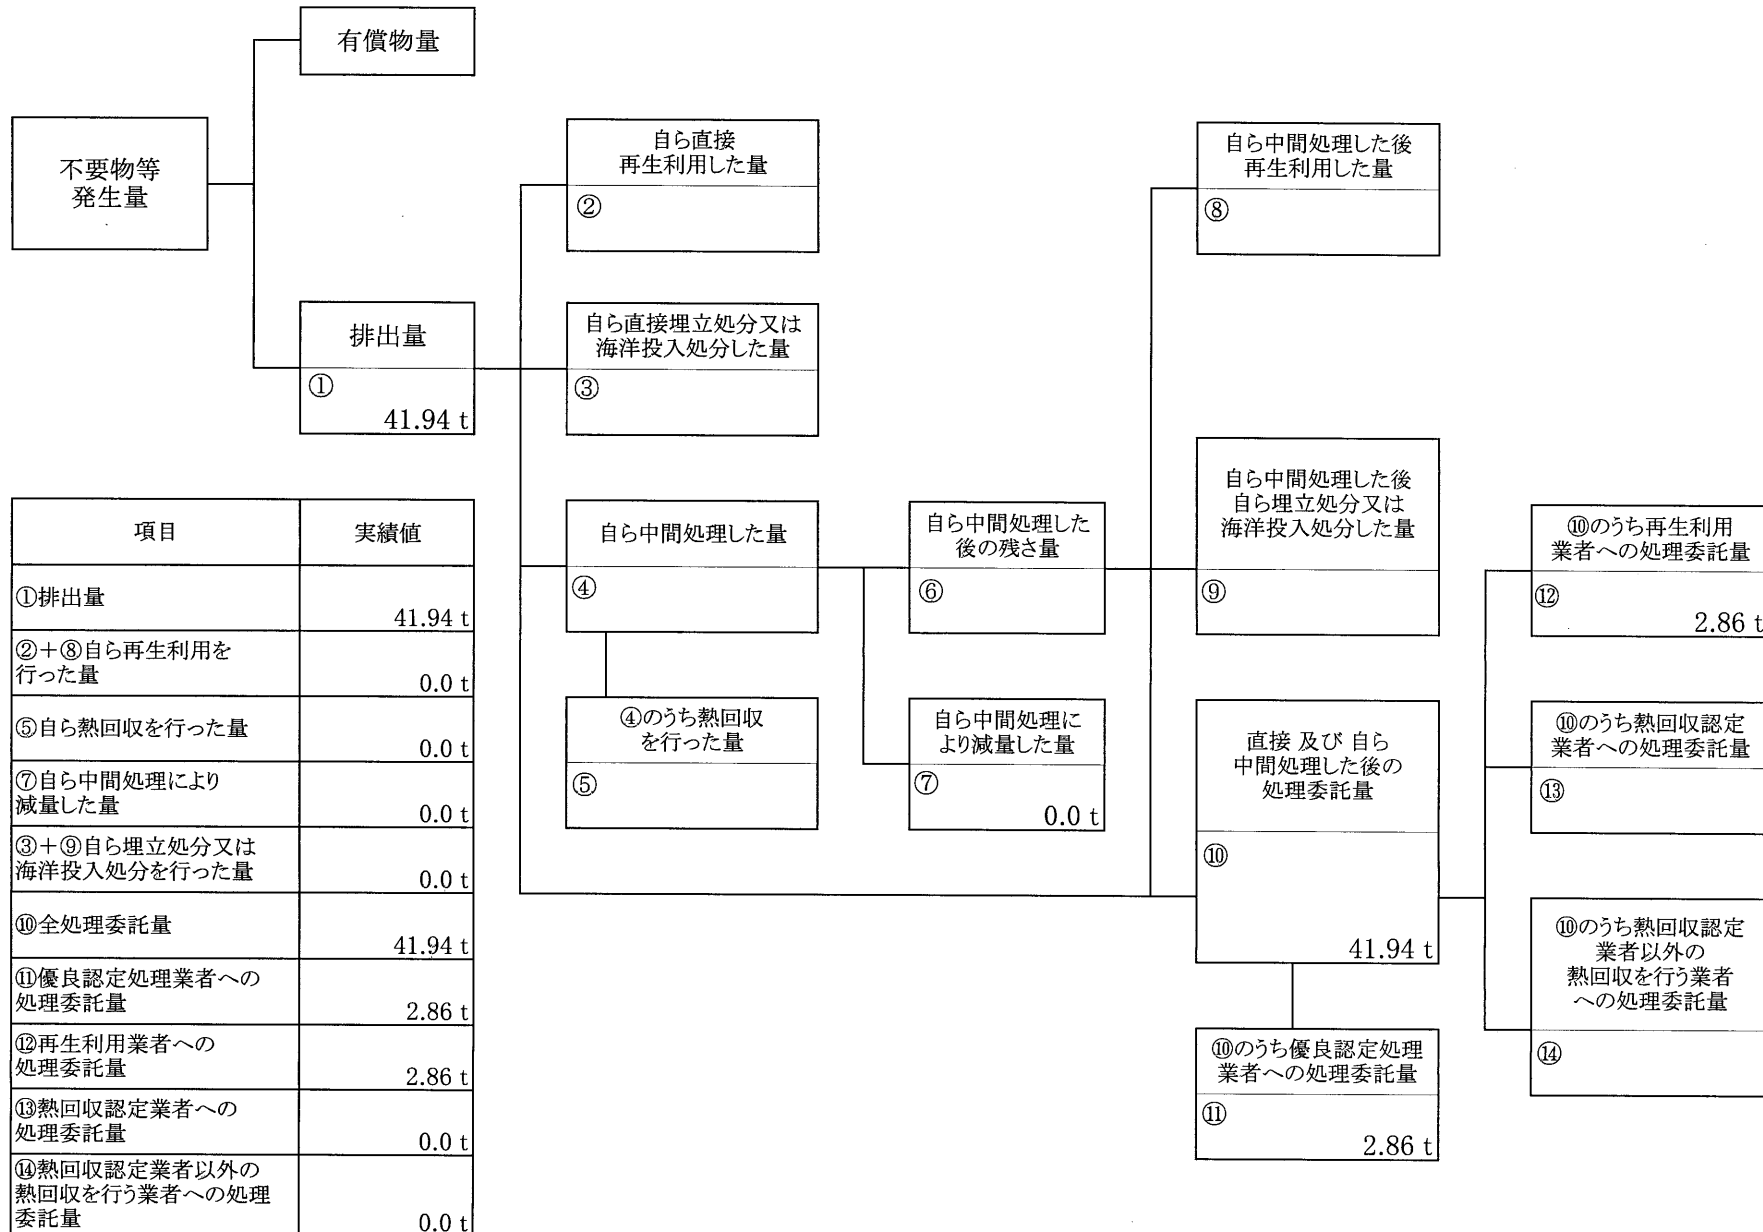 有償物量
不要物等
発生量
排出量
①
41.94 t
自ら直接
再生利用した量
②
自ら直接埋立処分又は
海洋投入処分した量
③
自ら中間処理した量
④
④のうち熱回収
を行った量
⑤
自ら中間処理した
後の残さ量
⑥
自ら中間処理に
より減量した量
⑦
0.0 t
自ら中間処理した後
再生利用した量
⑧
自ら中間処理した後
自ら埋立処分又は
海洋投入処分した量
⑨
直接 及び 自ら
中間処理した後の
処理委託量
⑩
41.94 t
⑩のうち優良認定処理
業者への処理委託量
⑪
2.86 t
⑩のうち再生利用
業者への処理委託量
⑫
2.86 t
⑩のうち熱回収認定
業者への処理委託量
⑬
⑩のうち熱回収認定
業者以外の
熱回収を行う業者
への処理委託量
⑭
項目 実績値
①排出量
41.94 t
②+⑧自ら再生利用を
行った量
0.0 t
⑤自ら熱回収を行った量
0.0 t
⑦自ら中間処理により
減量した量
0.0 t
③+⑨自ら埋立処分又は
海洋投入処分を行った量
0.0 t
⑩全処理委託量
41.94 t
⑪優良認定処理業者への
処理委託量
2.86 t
⑫再生利用業者への
処理委託量
2.86 t
⑬熱回収認定業者への
処理委託量
0.0 t
⑭熱回収認定業者以外の
熱回収を行う業者への処理
委託量
0.0 t